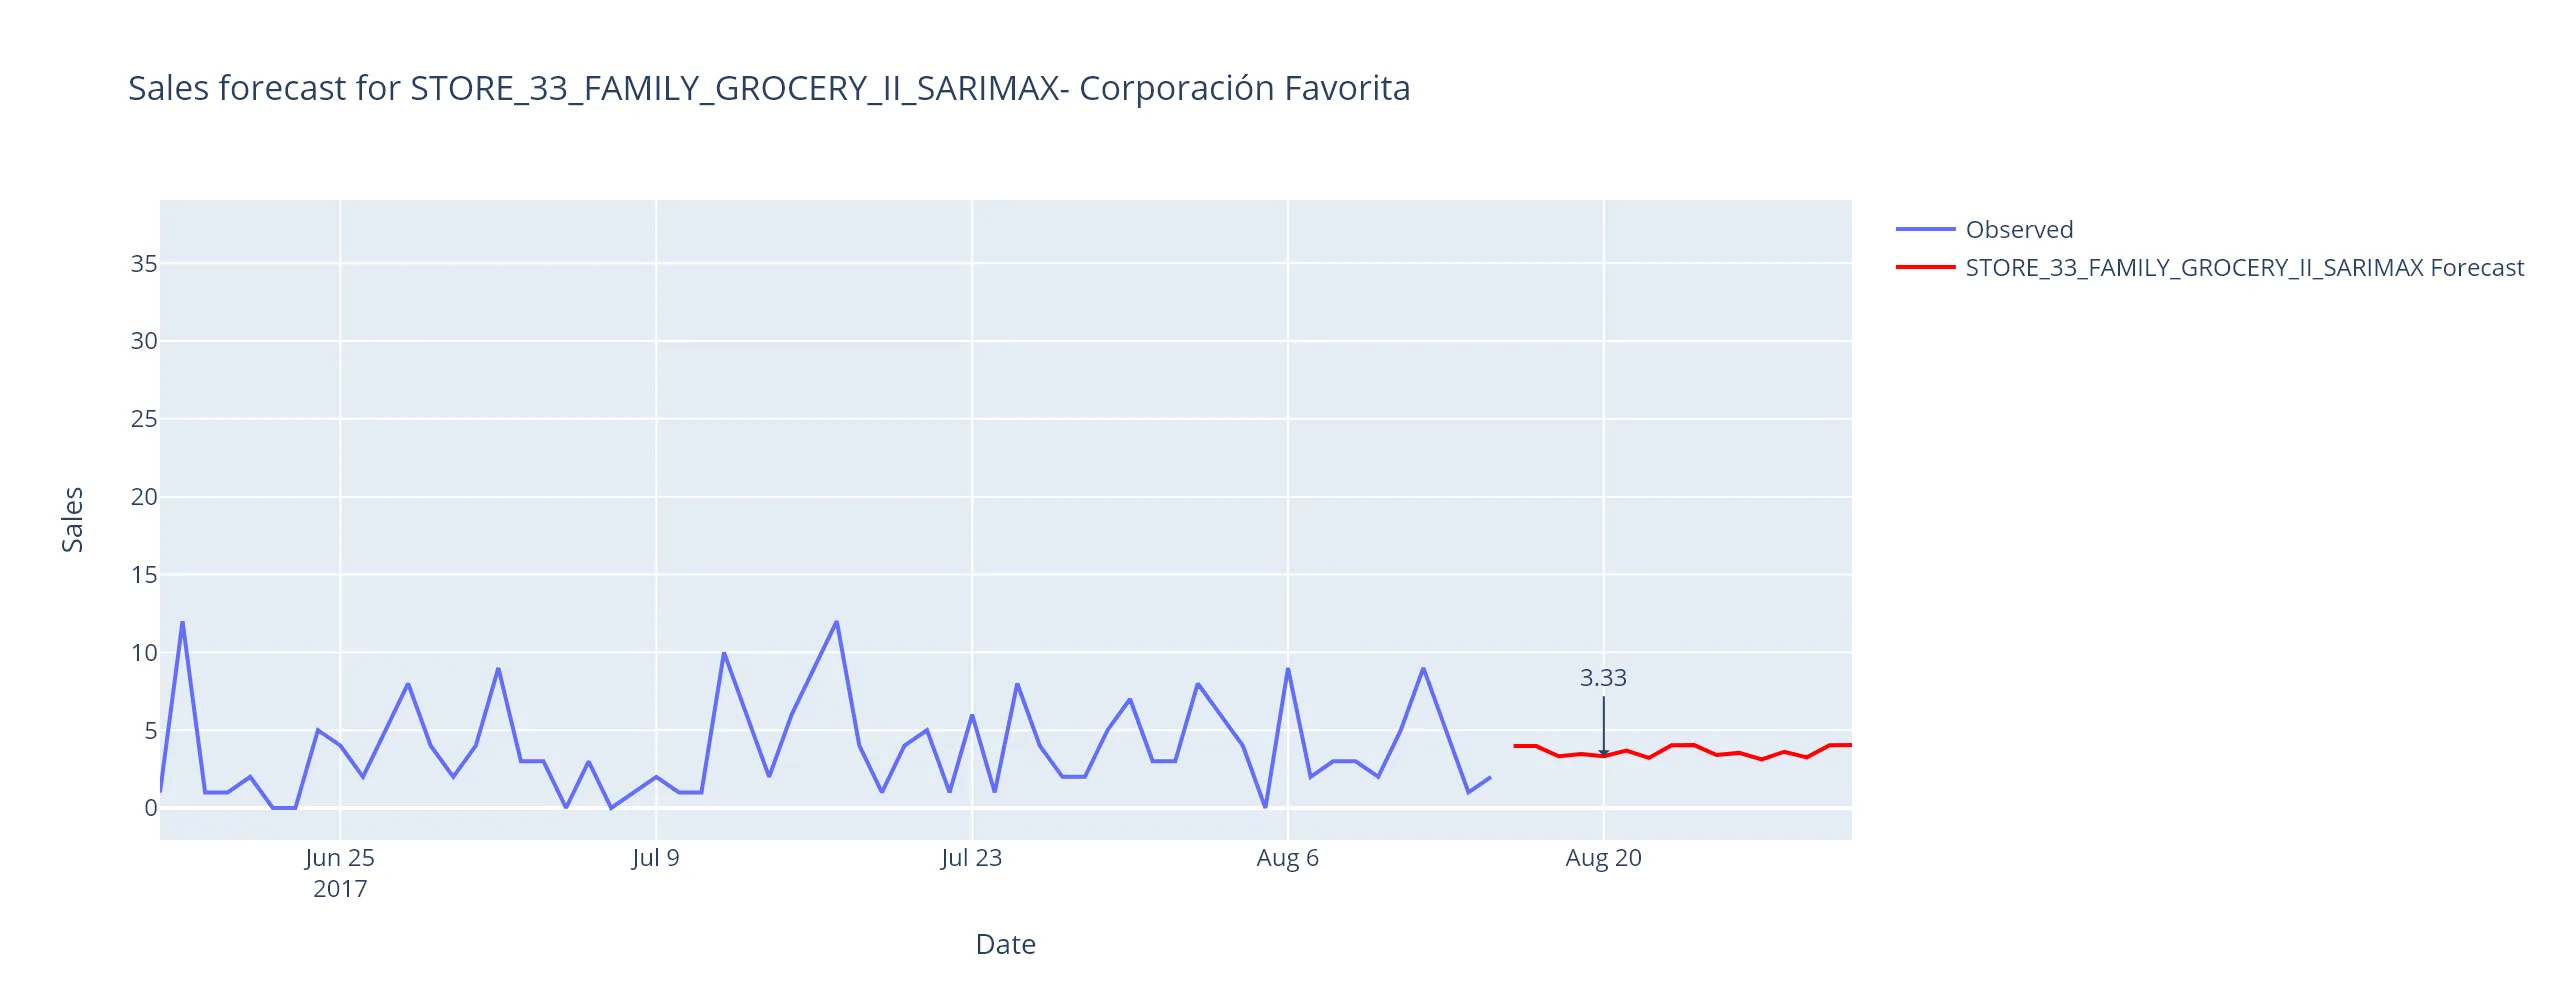 Sales forecast for STORE_33_FAMILY_GROCERY_II_SARIMAX- Corporación Favorita
Observed
STORE_33_FAMILY_GROCERY_II_SARIMAX Forecast
Sales
35
30
25
20
15
10
5
0
3.33
Jun 25
2017
Jul 9
Jul 23
Aug 6
Aug 20
Date